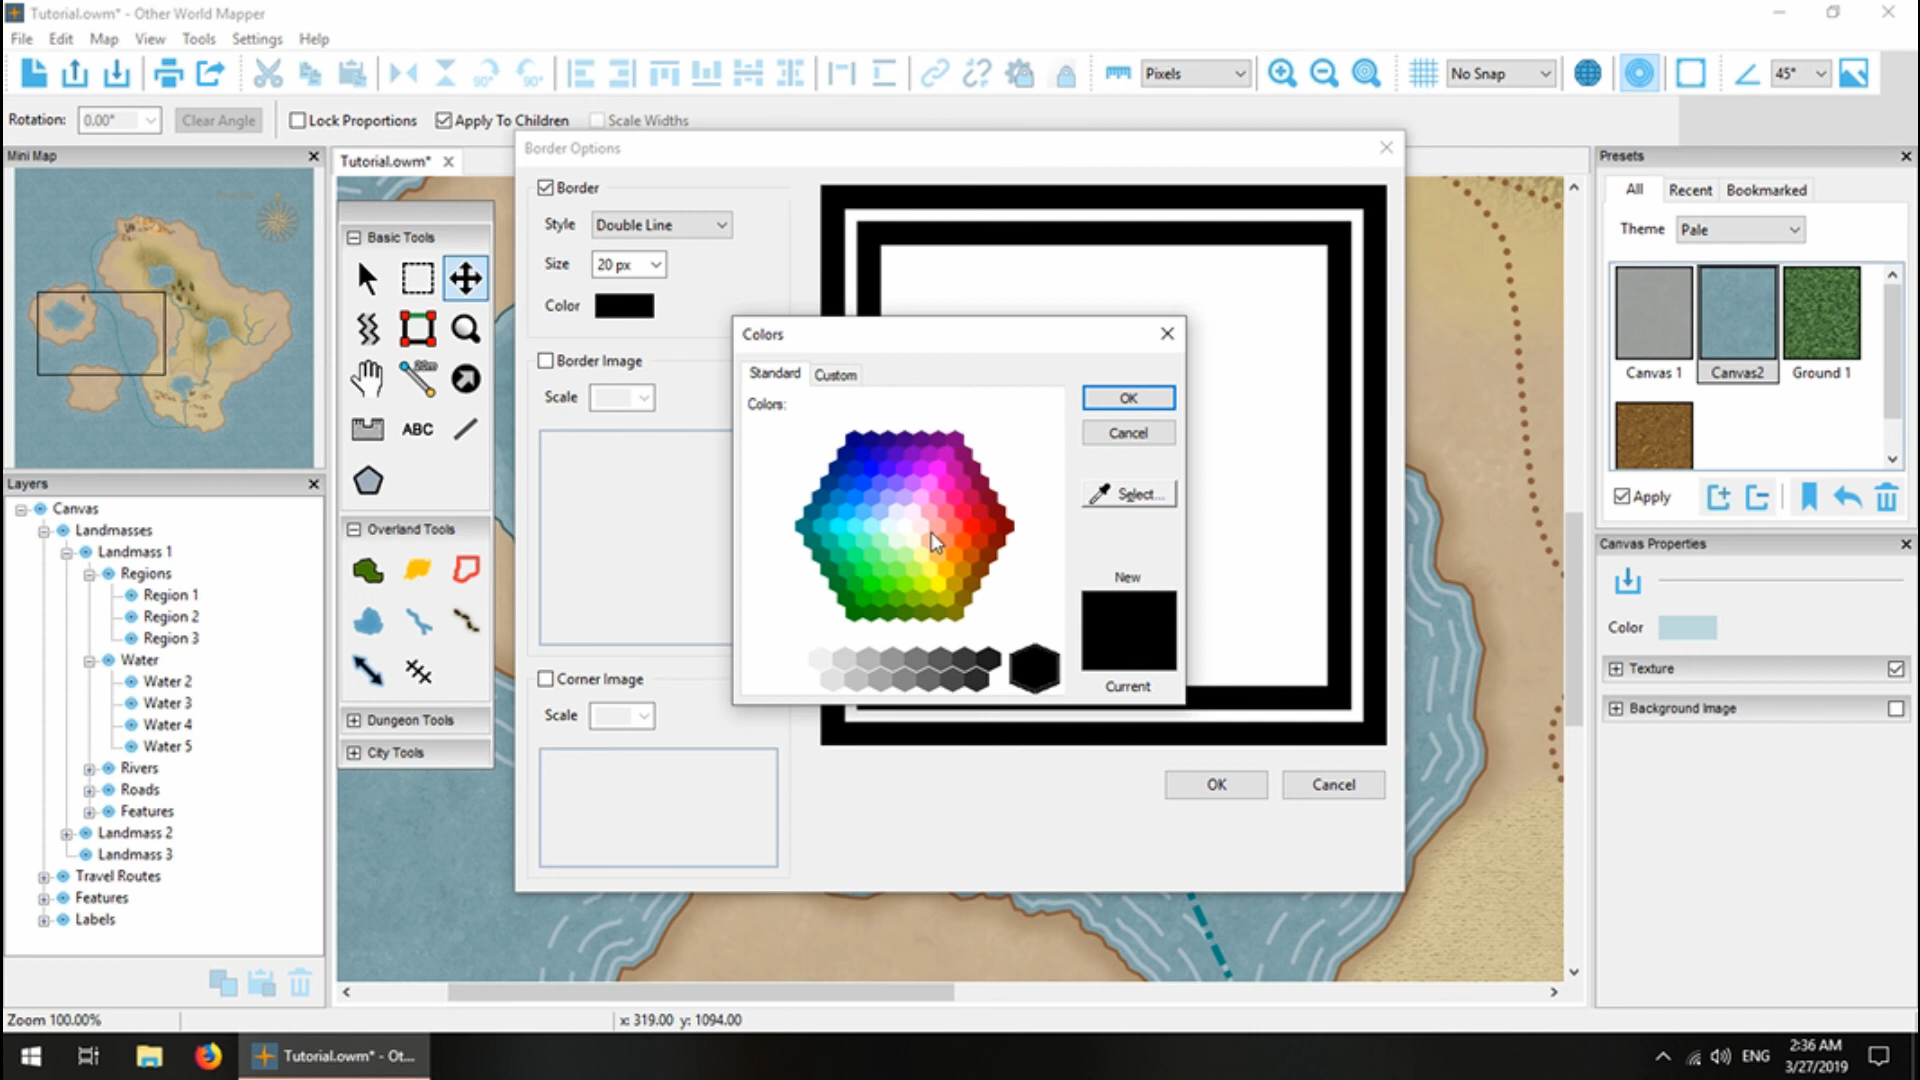 Tutorial.owm* - Other World Mapper
File Edit Map View Tools Settings Help
90° 90° Pixels No Snap 45°
Rotation: 0.00° Clear Angle Lock Proportions Apply To Children Scale Widths
Mini Map
Tutorial.owm*
Border Options
Presets
All Recent Bookmarked
Theme Pale
Canvas 1 Canvas2 Ground 1
Apply
Basic Tools
ABC
Overland Tools
Dungeon Tools
City Tools
Border
Style Double Line
Size 20 px
Color
Border Image
Scale
Corner Image
Scale
OK Cancel
Colors
Standard Custom
Colors:
OK
Cancel
Select...
New
Current
Layers
Canvas
Landmasses
Landmass 1
Regions
Region 1
Region 2
Region 3
Water
Water 2
Water 3
Water 4
Water 5
Rivers
Roads
Features
Landmass 2
Landmass 3
Travel Routes
Features
Labels
Canvas Properties
Color
Texture
Background Image
Zoom 100.00% x: 319.00 y: 1094.00
Tutorial.owm* - Ot...
ENG
2:36 AM
3/27/2019